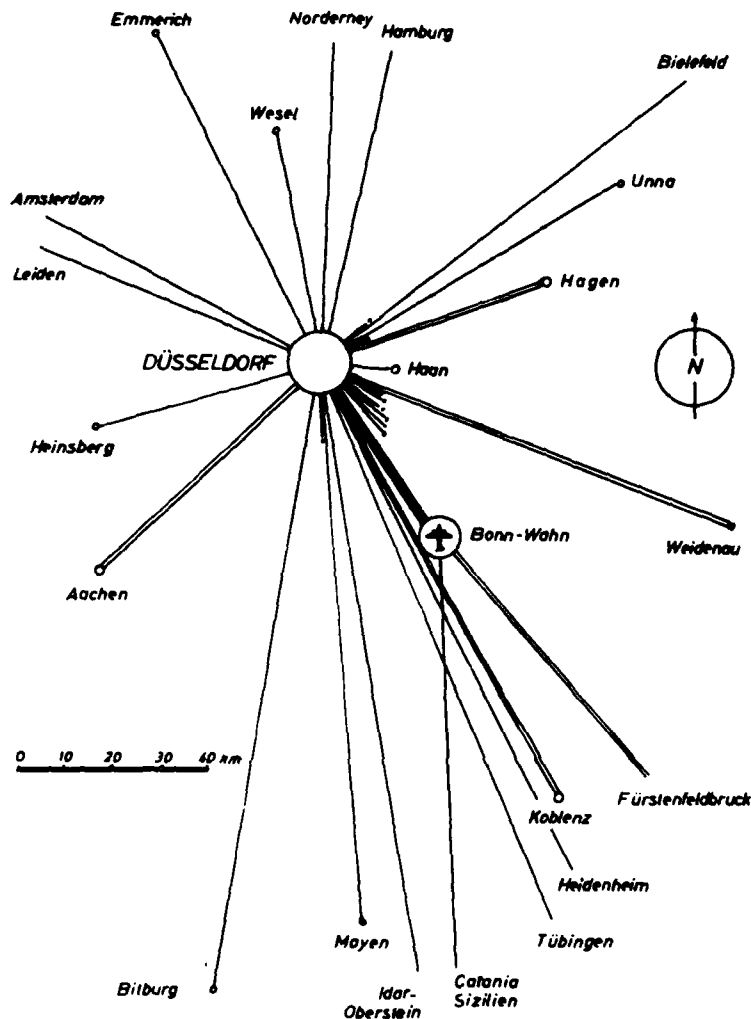 Emmerich
Norderney
Hamburg
Bielefeld
Wesel
Unna
Amsterdam
Leiden
Hagen
DÜSSELDORF
Haan
N
Heinsberg
Bonn-Wahn
Weidenau
Aachen
0 10 20 30 40 km
Fürstenfeldbruck
Koblenz
Heidenheim
Mayen
Tübingen
Bitburg
Idar-
Oberstein
Catania
Sizilien